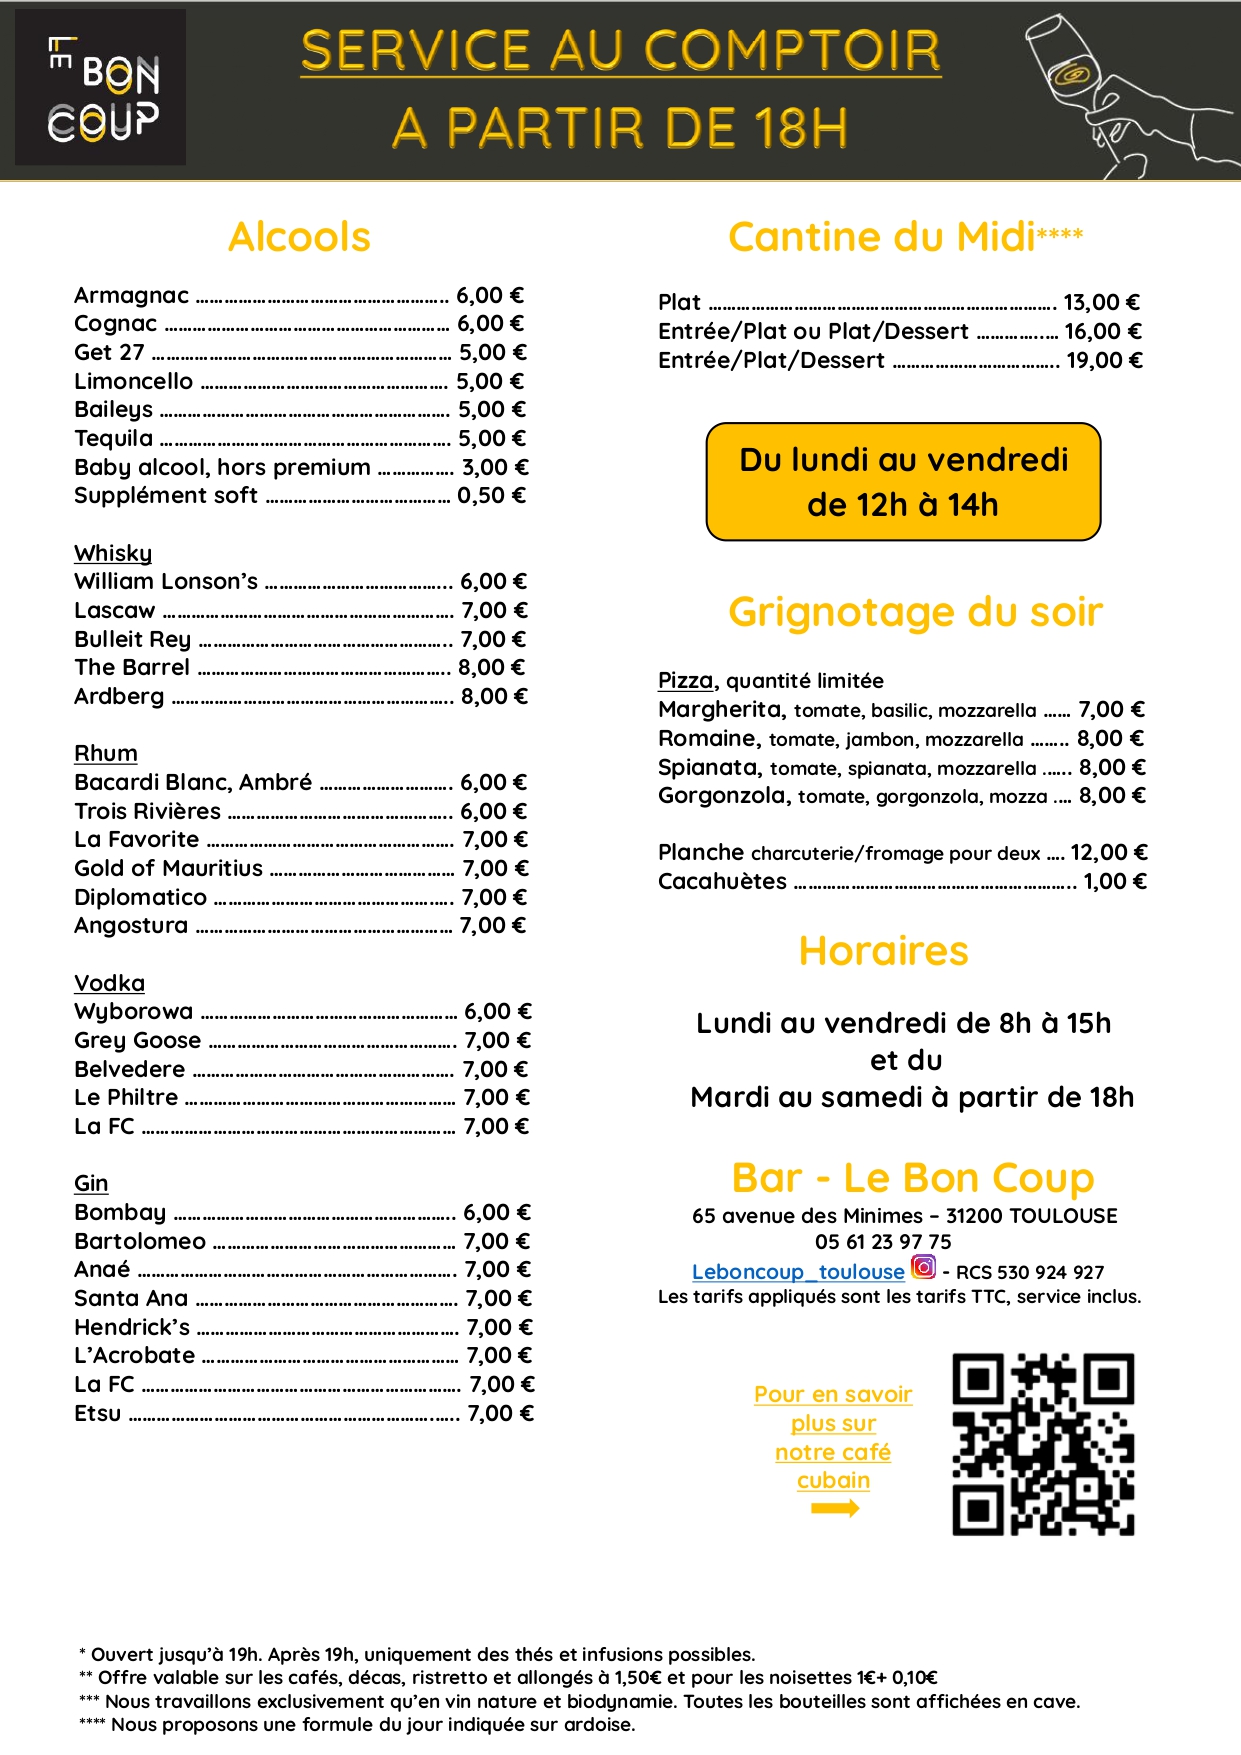 LE BON COUP
SERVICE AU COMPTOIR
A PARTIR DE 18H
Alcools
Armagnac …………………………………………….. 6,00 €
Cognac …………………………………………………… 6,00 €
Get 27 ……………………………………………………… 5,00 €
Limoncello ……………………………………………. 5,00 €
Baileys ……………………………………………………. 5,00 €
Tequila ……………………………………………………. 5,00 €
Baby alcool, hors premium ……………. 3,00 €
Supplément soft ………………………………… 0,50 €
Whisky
William Lonson’s ………………………………... 6,00 €
Lascaw ……………………………………………………. 7,00 €
Bulleit Rey …………………………………………….. 7,00 €
The Barrel …………………………………………….. 8,00 €
Ardberg ………………………………………………….. 8,00 €
Rhum
Bacardi Blanc, Ambré ………………………. 6,00 €
Trois Rivières ……………………………………….. 6,00 €
La Favorite ……………………………………………. 7,00 €
Gold of Mauritius ………………………………… 7,00 €
Diplomatico …………………………………………... 7,00 €
Angostura ……………………………………………… 7,00 €
Vodka
Wyborowa ……………………………………………… 6,00 €
Grey Goose ……………………………………………. 7,00 €
Belvedere ………………………………………………. 7,00 €
Le Philtre ………………………………………………… 7,00 €
La FC ………………………………………………………… 7,00 €
Gin
Bombay ………………………………………………….. 6,00 €
Bartolomeo …………………………………………… 7,00 €
Anaé …………………………………………………………. 7,00 €
Santa Ana ………………………………………………. 7,00 €
Hendrick’s ………………………………………………. 7,00 €
L’Acrobate ……………………………………………… 7,00 €
La FC …………………………………………………………. 7,00 €
Etsu ………………………………………………………….…. 7,00 €
Cantine du Midi****
Plat ………………………………………………………………. 13,00 €
Entrée/Plat ou Plat/Dessert …………..… 16,00 €
Entrée/Plat/Dessert …………………………….. 19,00 €
Du lundi au vendredi
de 12h à 14h
Grignotage du soir
Pizza, quantité limitée
Margherita, tomate, basilic, mozzarella …… 7,00 €
Romaine, tomate, jambon, mozzarella …….. 8,00 €
Spianata, tomate, spianata, mozzarella …... 8,00 €
Gorgonzola, tomate, gorgonzola, mozza .… 8,00 €
Planche charcuterie/fromage pour deux …. 12,00 €
Cacahuètes ………………………………………………….. 1,00 €
Horaires
Lundi au vendredi de 8h à 15h
et du
Mardi au samedi à partir de 18h
Bar - Le Bon Coup
65 avenue des Minimes – 31200 TOULOUSE
05 61 23 97 75
Leboncoup_toulouse - RCS 530 924 927
Les tarifs appliqués sont les tarifs TTC, service inclus.
Pour en savoir
plus sur
notre café
cubain
* Ouvert jusqu’à 19h. Après 19h, uniquement des thés et infusions possibles.
** Offre valable sur les cafés, décas, ristretto et allongés à 1,50€ et pour les noisettes 1€+ 0,10€
*** Nous travaillons exclusivement qu’en vin nature et biodynamie. Toutes les bouteilles sont affichées en cave.
**** Nous proposons une formule du jour indiquée sur ardoise.